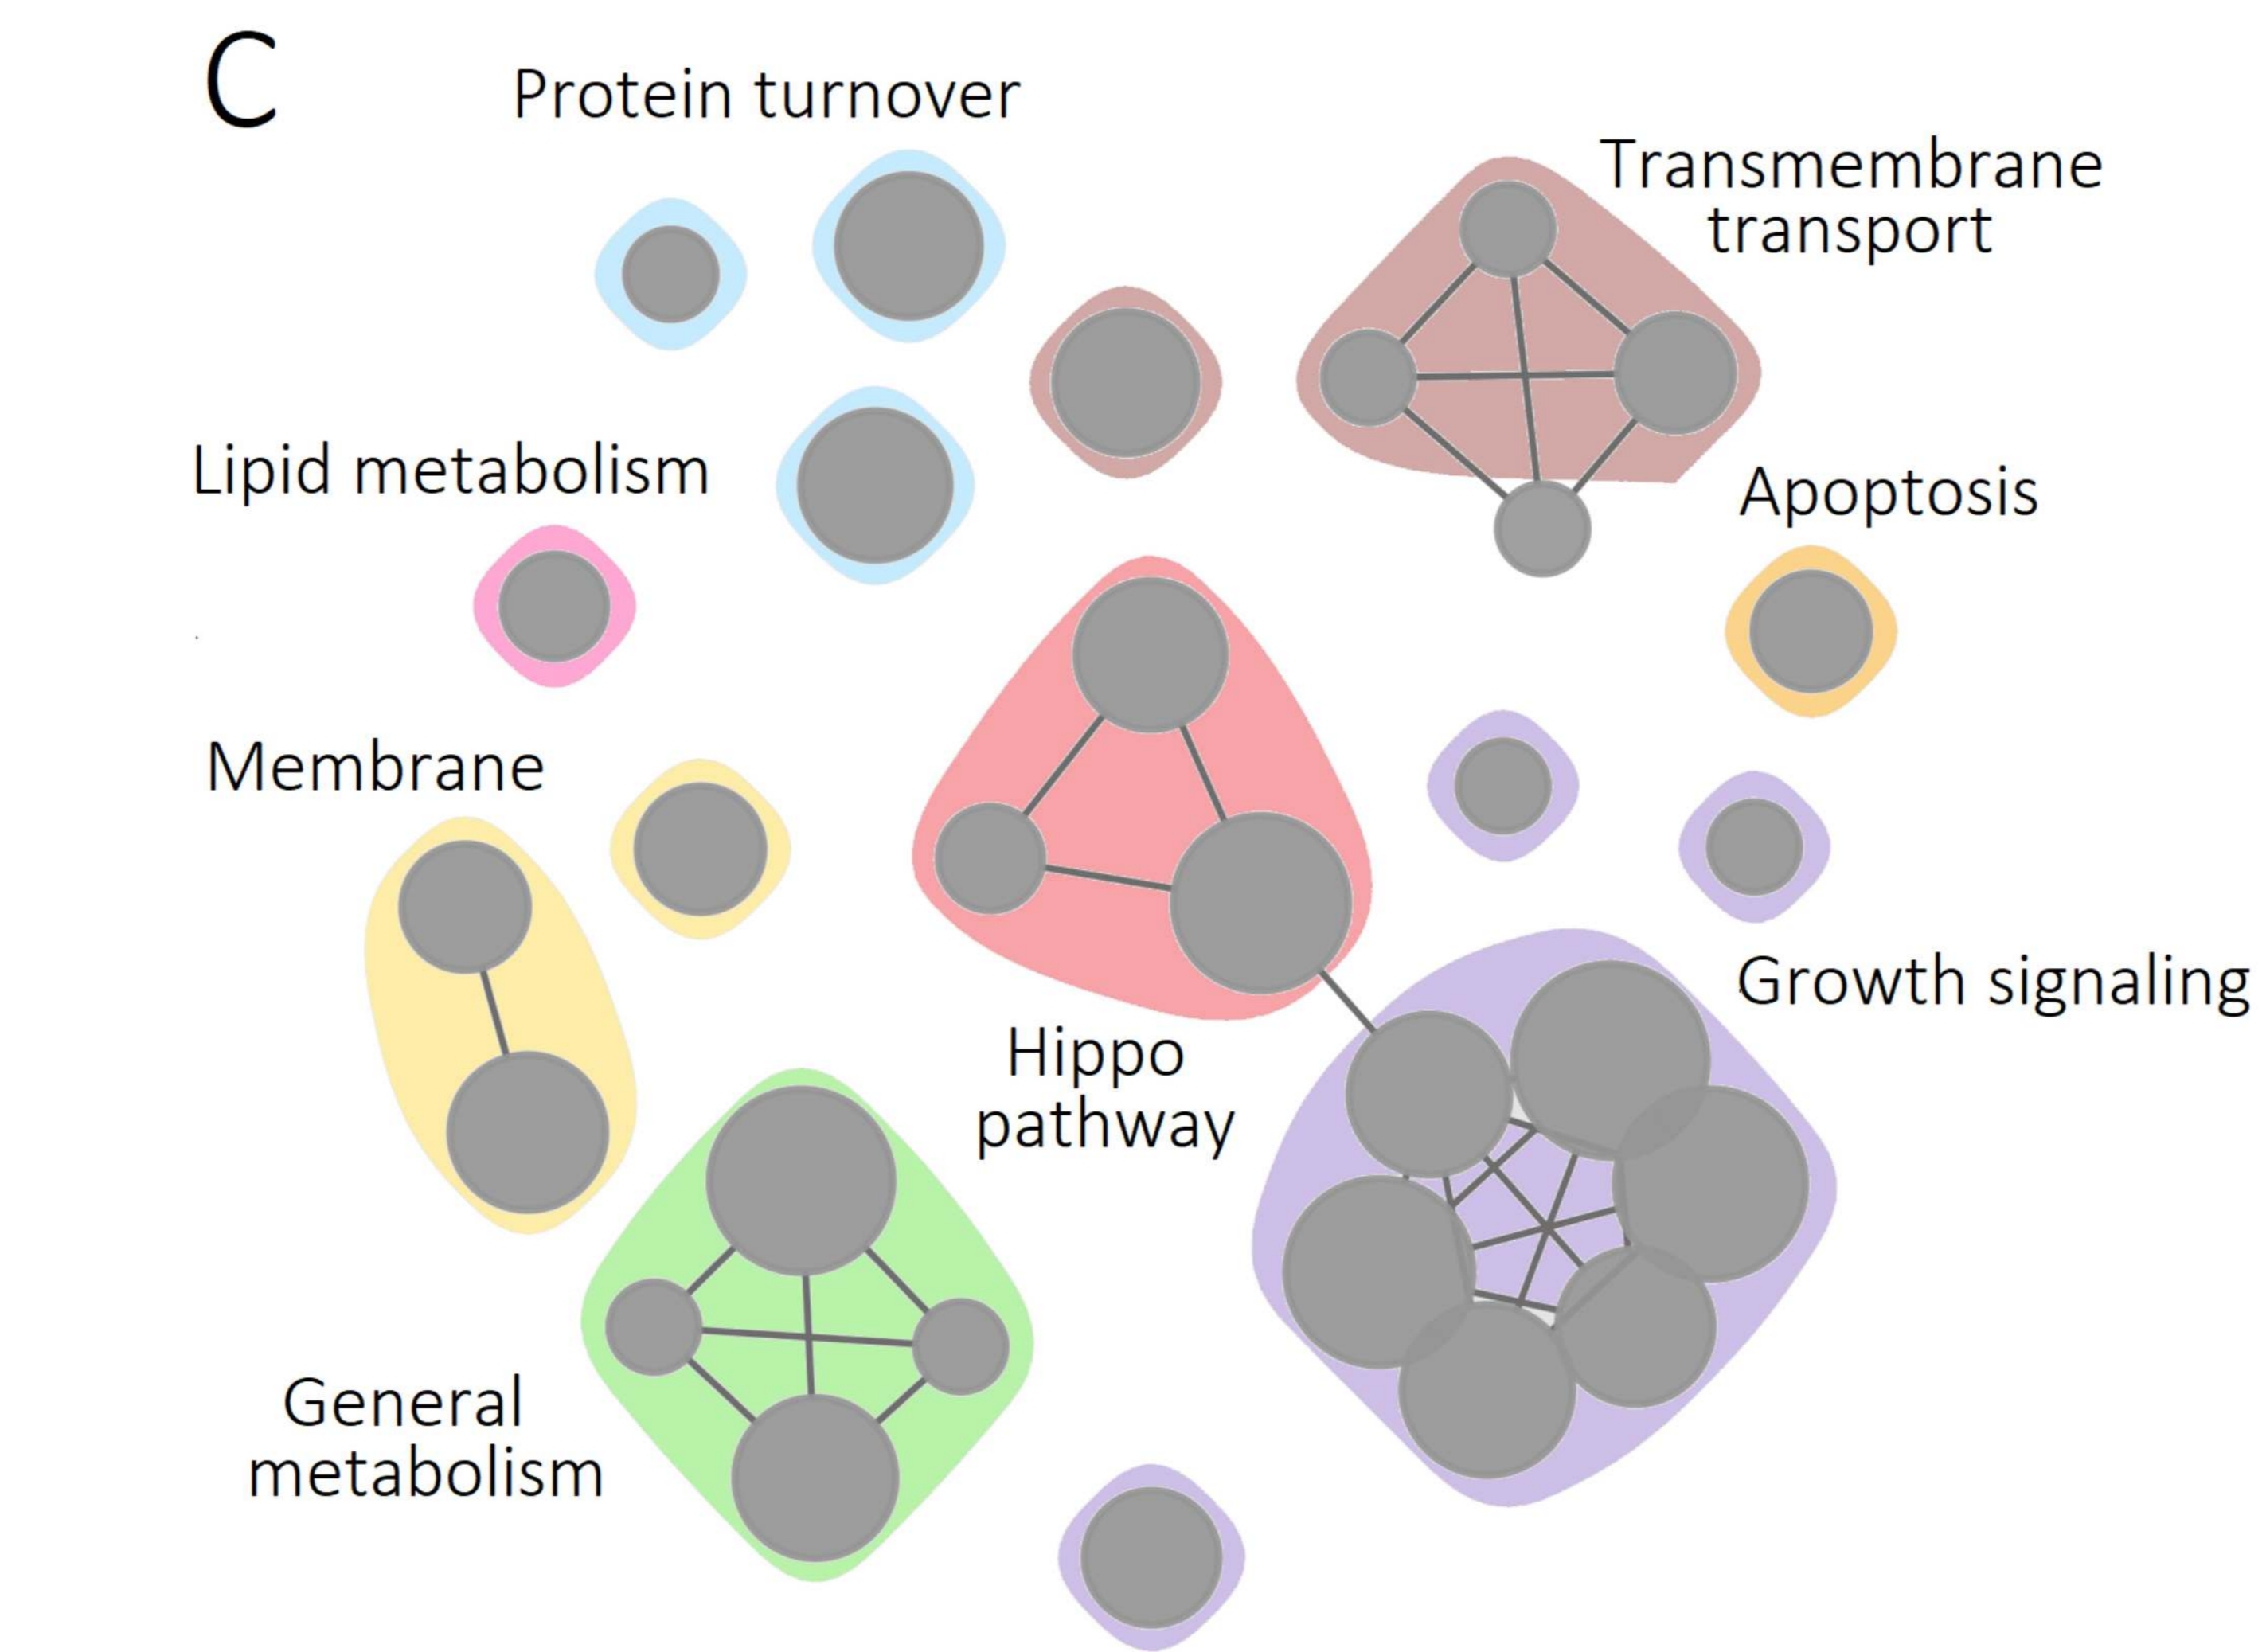 C
Protein turnover
Transmembrane
transport
Lipid metabolism
Apoptosis
Membrane
Growth signaling
Hippo
pathway
General
metabolism